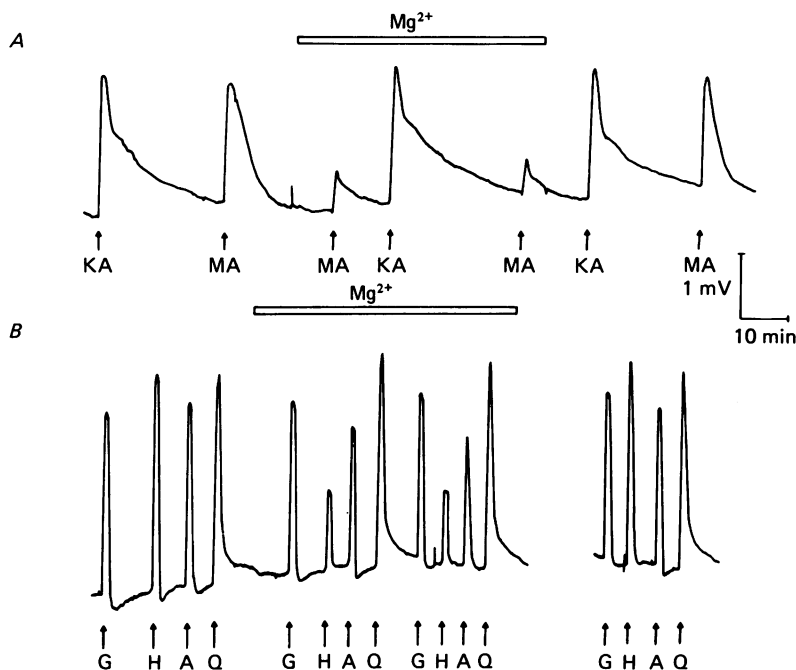 A
Mg²⁺
KA MA MA KA MA KA MA
1 mV
10 min
B
Mg²⁺
G H A Q G H A Q G H A Q G H A Q